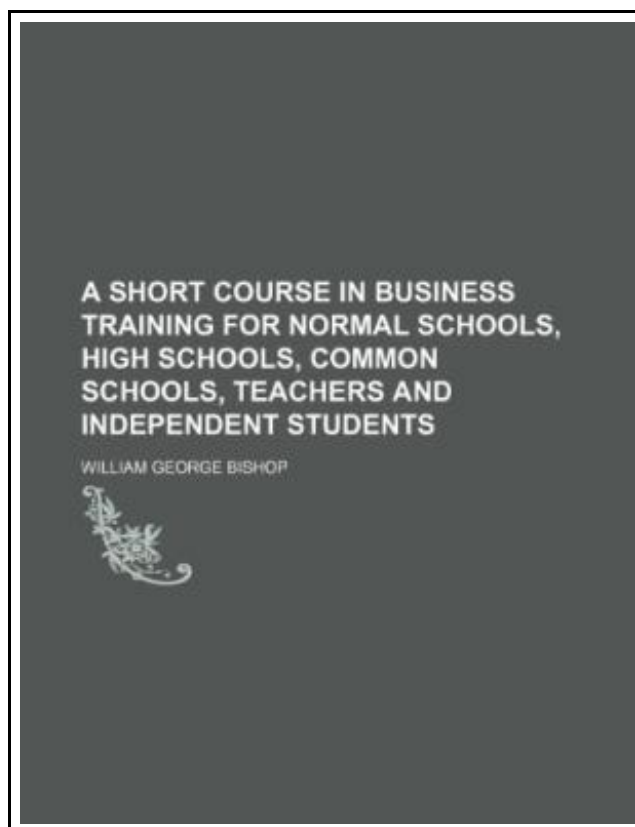 A SHORT COURSE IN BUSINESS
TRAINING FOR NORMAL SCHOOLS,
HIGH SCHOOLS, COMMON
SCHOOLS, TEACHERS AND
INDEPENDENT STUDENTS
WILLIAM GEORGE BISHOP